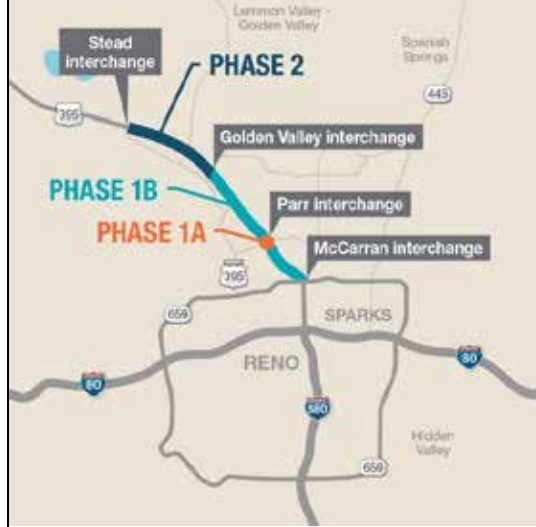 Lemmon Valley -
Golden Valley
Stead
interchange
PHASE 2
Spanish
Springs
395
445
Golden Valley interchange
PHASE 1B
Parr interchange
PHASE 1A
McCarran interchange
395
659
SPARKS
RENO
80
80
580
Hidden
Valley
659